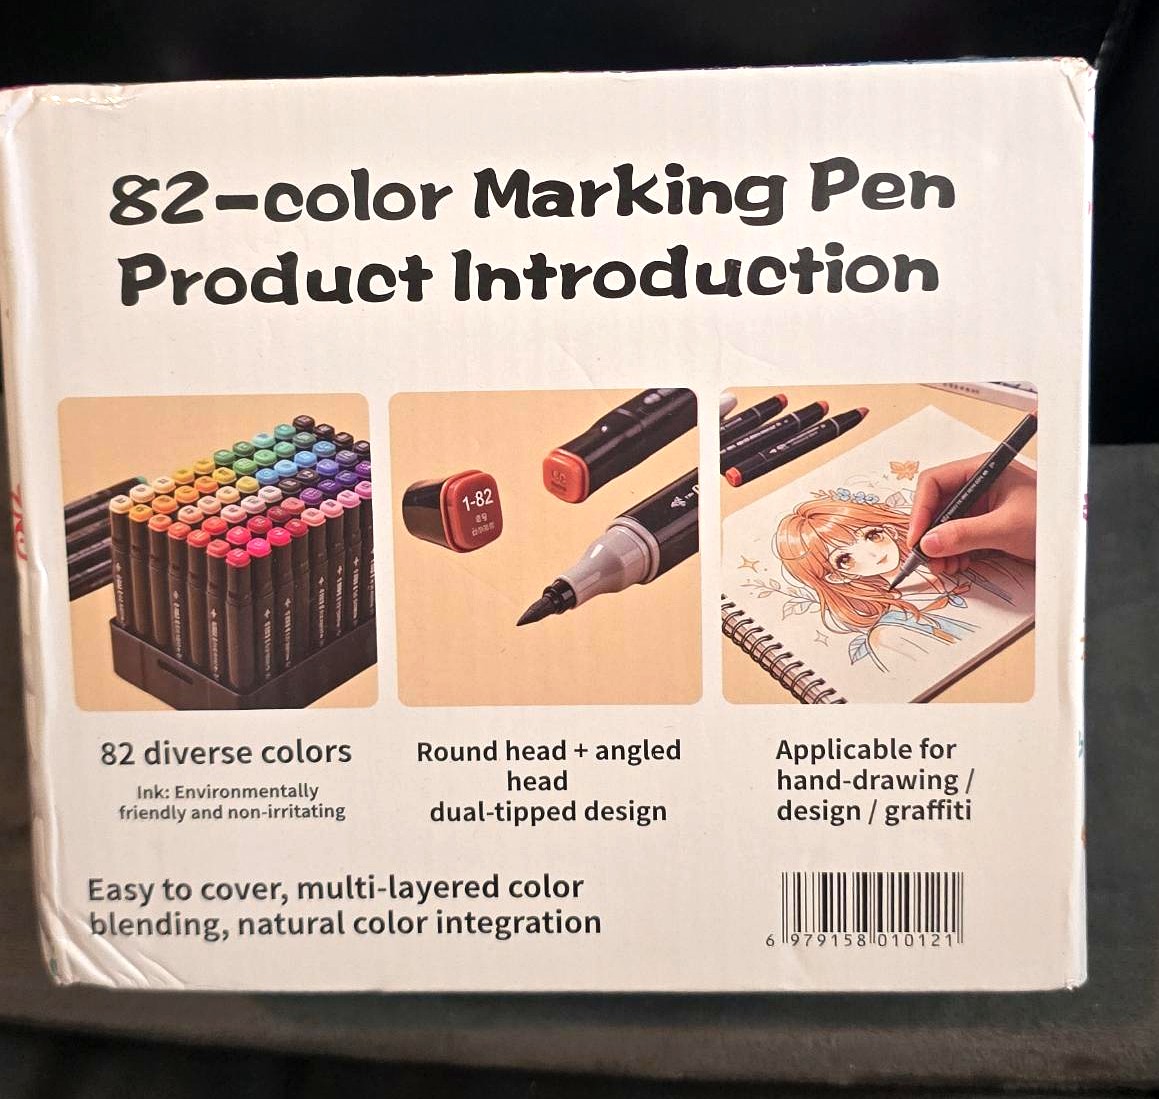 82-color Marking Pen
Product Introduction
1-82
82 diverse colors
Ink: Environmentally
friendly and non-irritating
Round head + angled
head
dual-tipped design
Applicable for
hand-drawing /
design / graffiti
Easy to cover, multi-layered color
blending, natural color integration
6 979158 010121